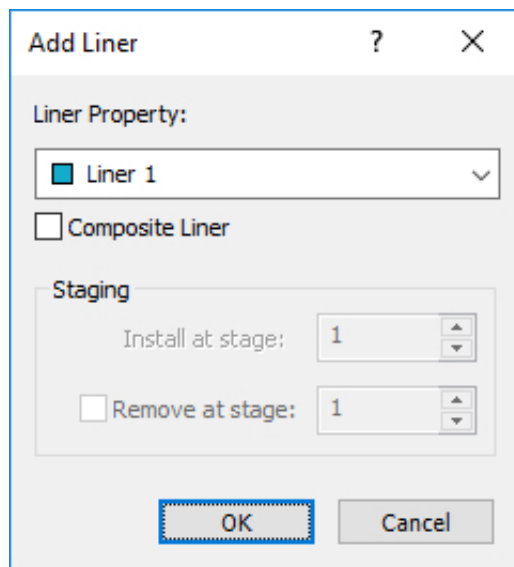 Add Liner ?
Liner Property:
Liner 1
Composite Liner
Staging
Install at stage: 1
Remove at stage: 1
OK Cancel